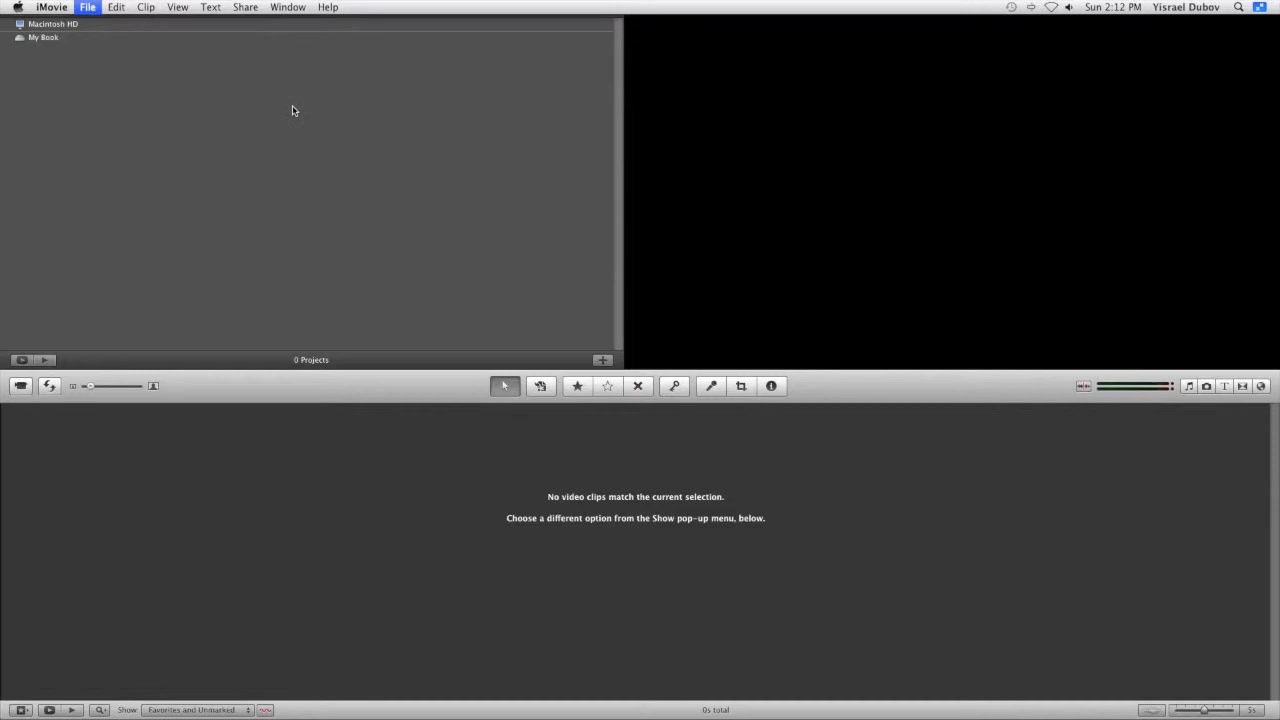 iMovie File Edit Clip View Text Share Window Help Sun 2:12 PM Yisrael Dubov
Macintosh HD
My Book
0 Projects
T
No video clips match the current selection.
Choose a different option from the Show pop-up menu, below.
Show Favorites and Unmarked 0s total 5s